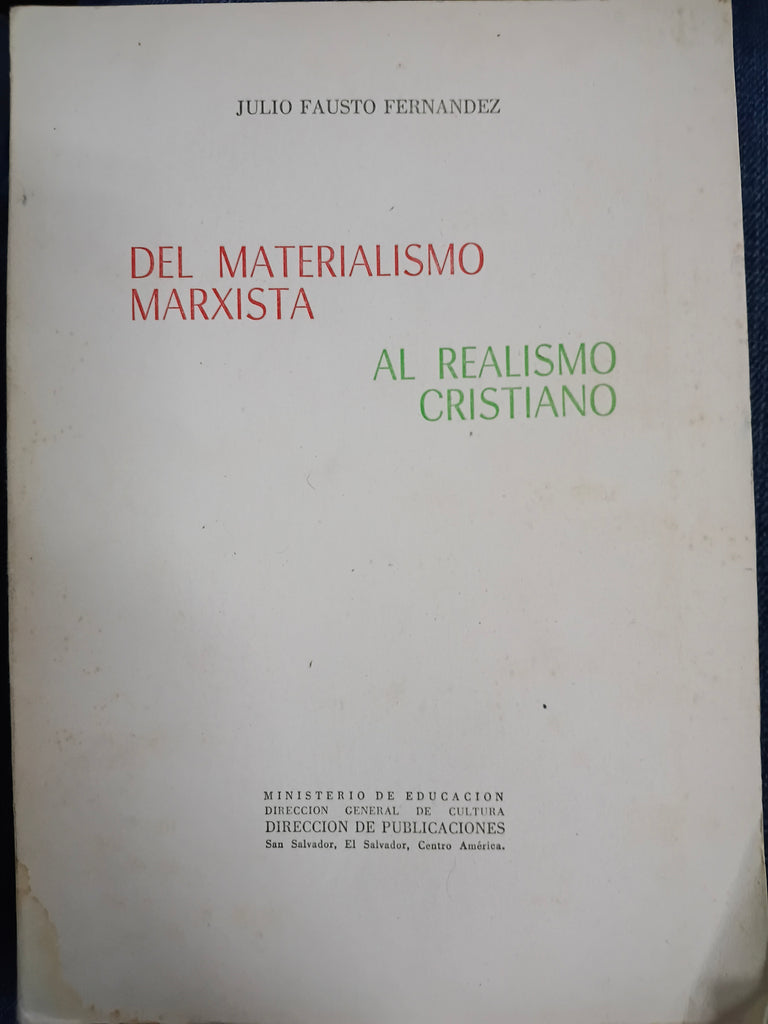 JULIO FAUSTO FERNANDEZ
DEL MATERIALISMO
MARXISTA
AL REALISMO
CRISTIANO
MINISTERIO DE EDUCACION
DIRECCION GENERAL DE CULTURA
DIRECCION DE PUBLICACIONES
San Salvador, El Salvador, Centro América.